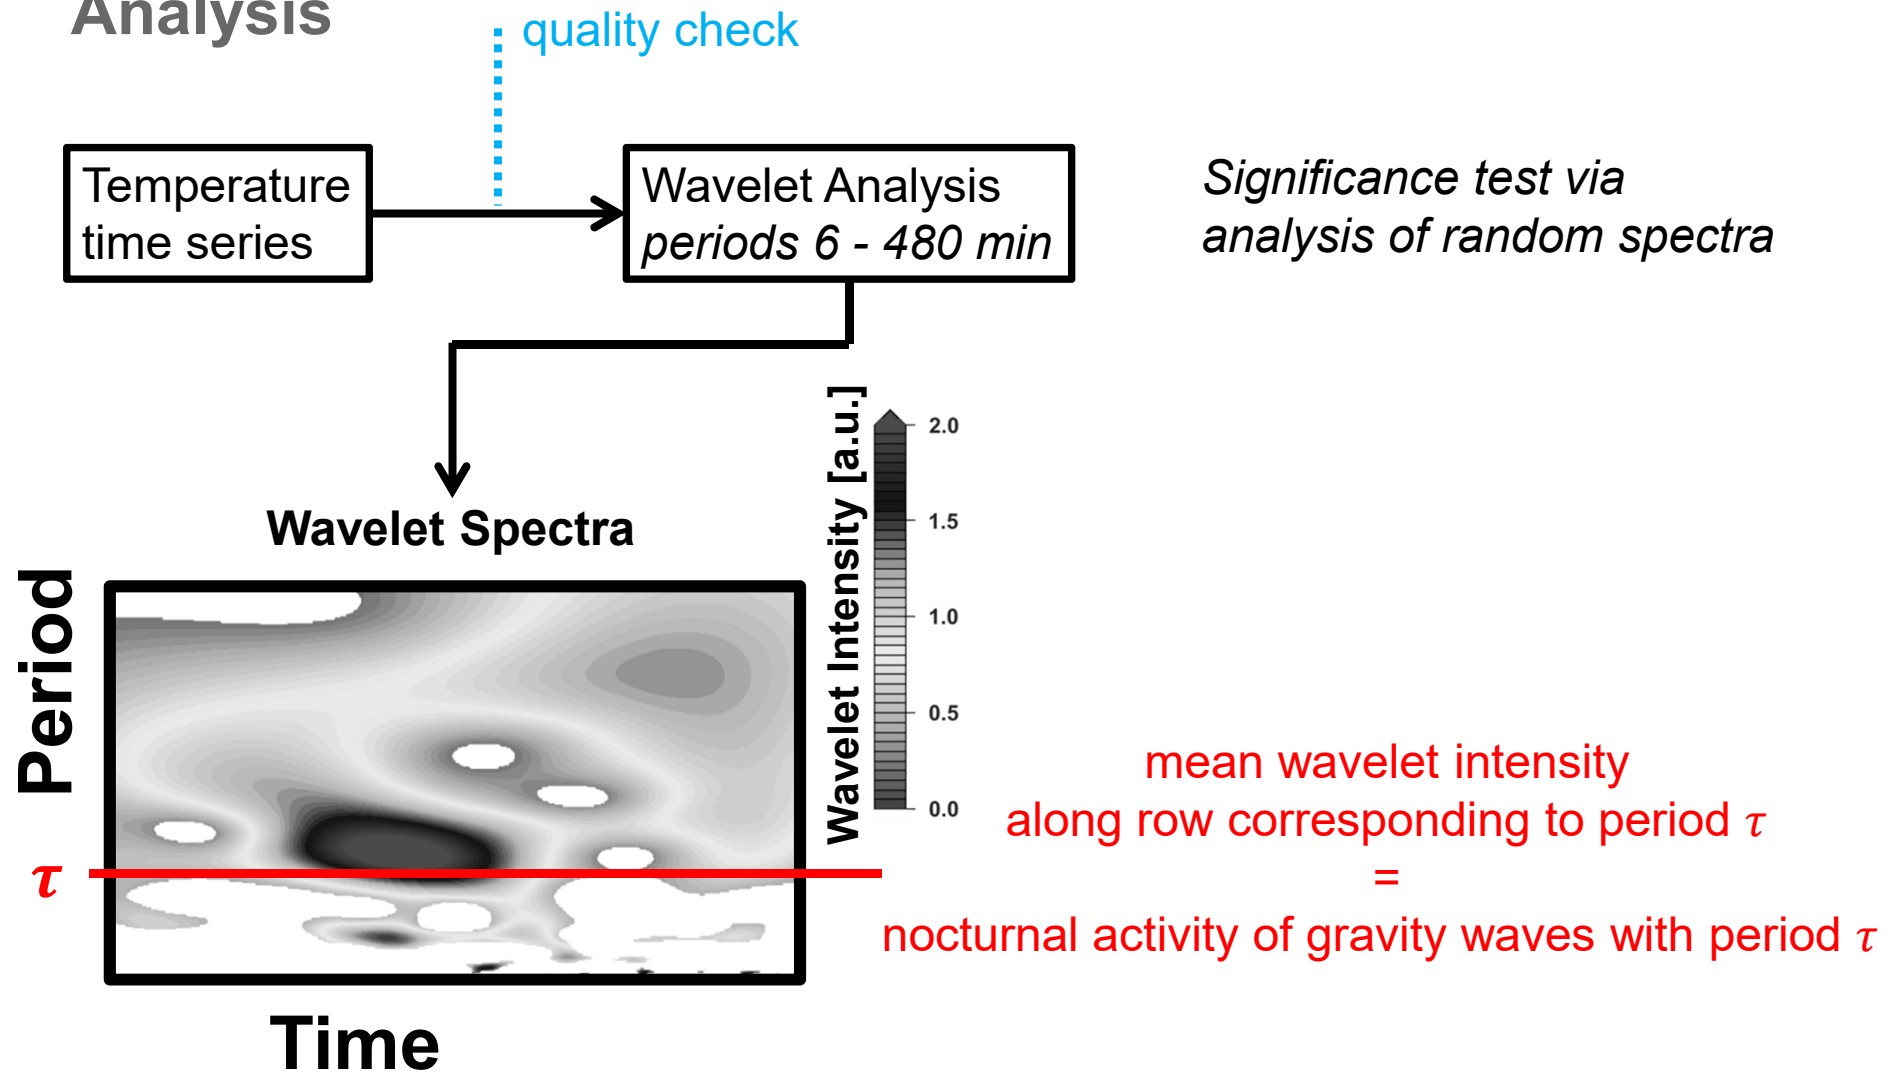 Analysis
quality check
Temperature
time series
Wavelet Analysis
periods 6 - 480 min
Significance test via
analysis of random spectra
Wavelet Spectra
Period
τ
Time
Wavelet Intensity [a.u.]
2.0
1.5
1.0
0.5
0.0
mean wavelet intensity
along row corresponding to period τ
=
nocturnal activity of gravity waves with period τ